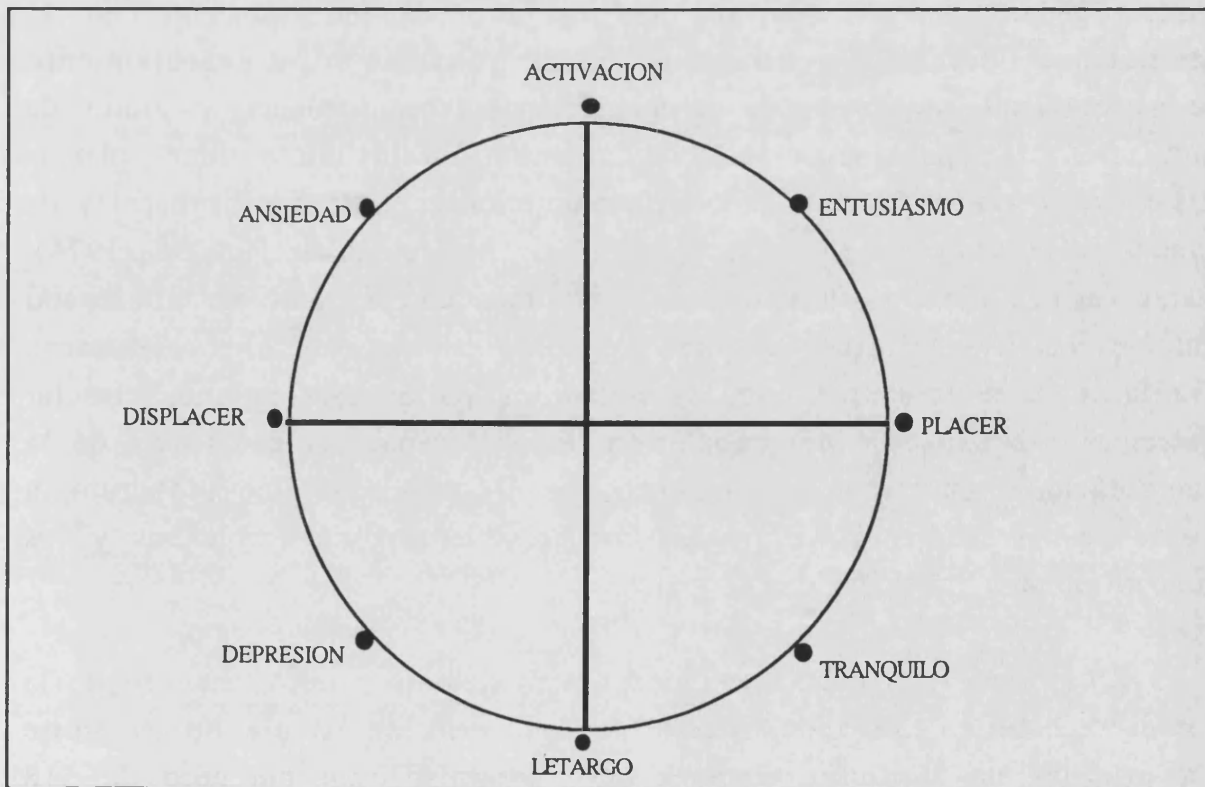 ACTIVACION
ANSIEDAD
ENTUSIASMO
DISPLACER
PLACER
DEPRESION
TRANQUILO
LETARGO